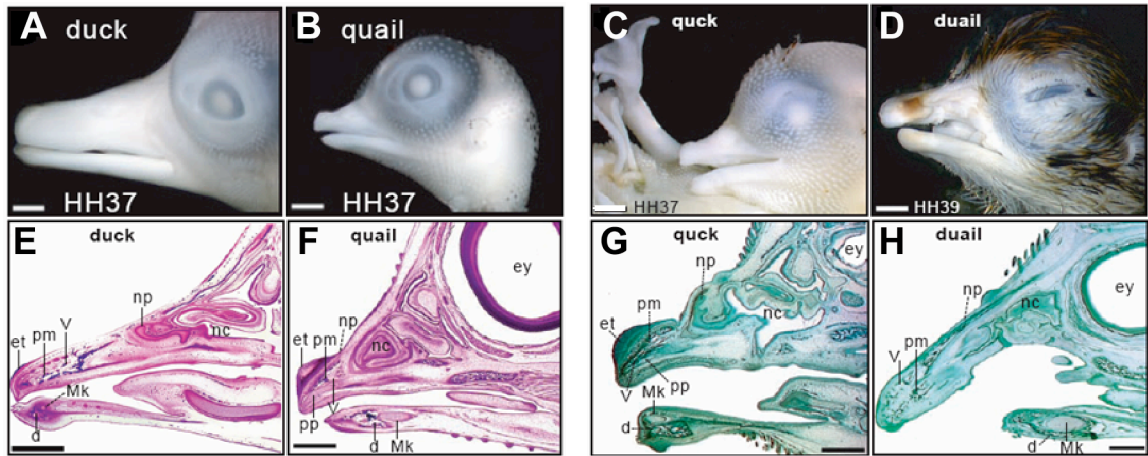 A duck
HH37
B quail
HH37
C quck
HH37
D duail
HH39
E duck
np
V
pm
et
nc
Mk
d
F quail
ey
np
et pm
nc
pp
V
d
Mk
G quck
ey
np
pm
et
nc
pp
V
Mk
d
H duail
ey
np
nc
V
pm
d
Mk